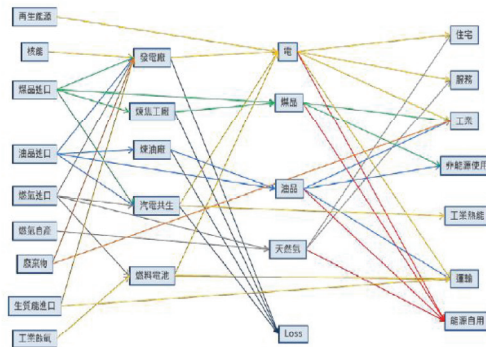 再生能源
核能
煤品進口
油品進口
燃氣進口
燃氣自產
廢棄物
生質能進口
工業餘氫
發電廠
煉焦工廠
煉油廠
汽電共生
燃料電池
電
煤品
油品
天然氣
Loss
住宅
服務
工業
非能源使用
工業熱能
運輸
能源自用